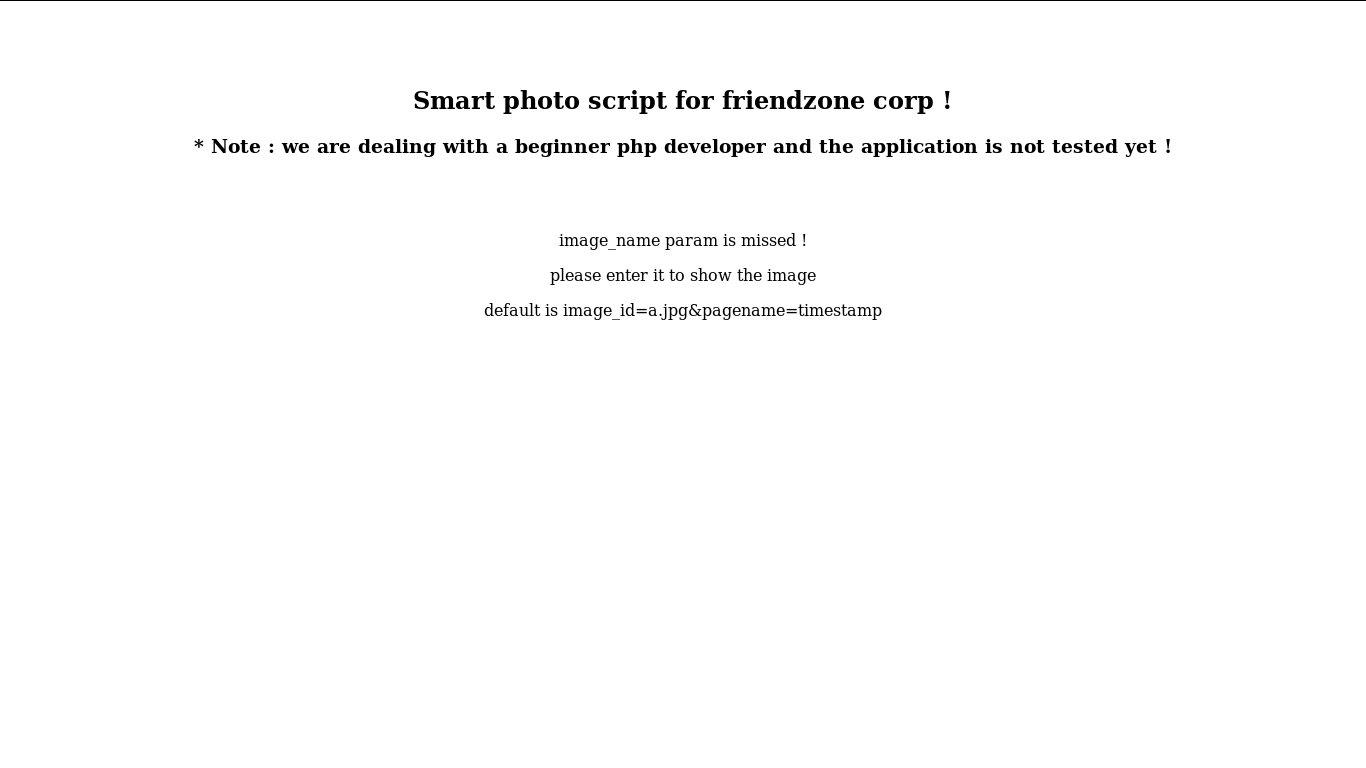 Smart photo script for friendzone corp !
* Note : we are dealing with a beginner php developer and the application is not tested yet !
image_name param is missed !
please enter it to show the image
default is image_id=a.jpg&pagename=timestamp